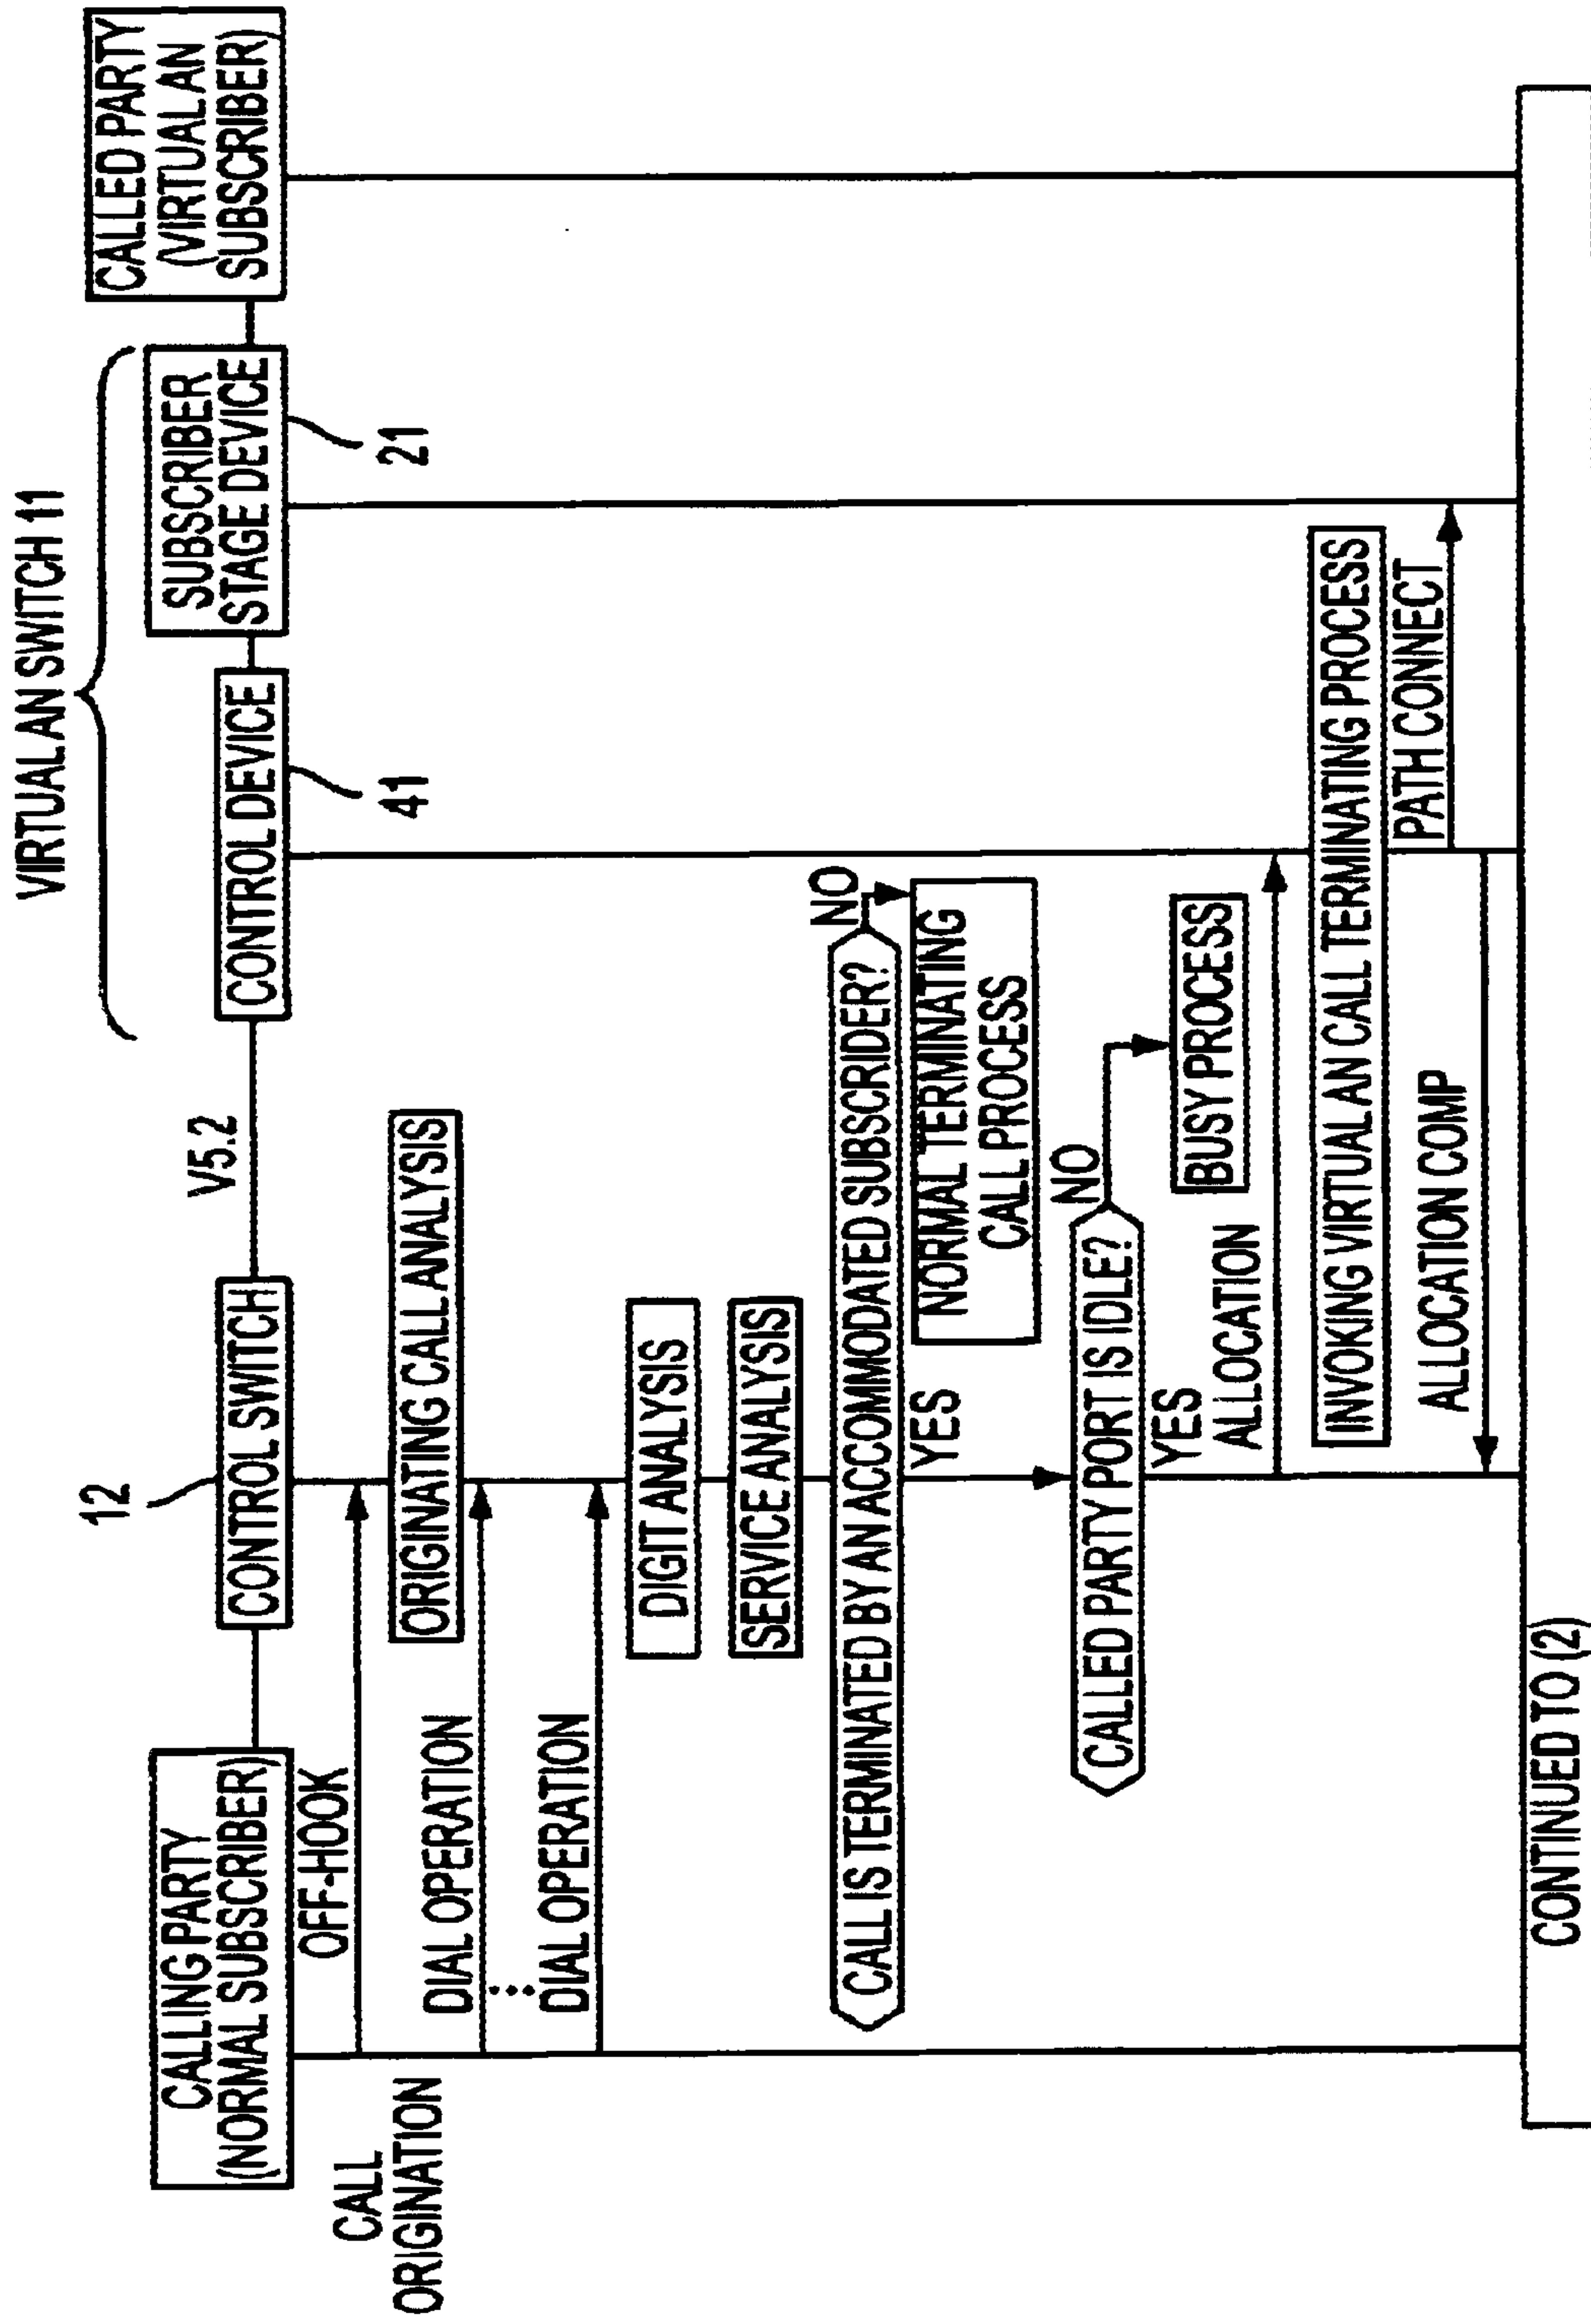 VIRTUAL AN SWITCH 11
CALLING PARTY
(NORMAL SUBSCRIBER)
12
CONTROL SWITCH
V5.2
CONTROL DEVICE
41
SUBSCRIBER
STAGE DEVICE
21
CALLED PARTY
(VIRTUAL AN
SUBSCRIBER)
CALL
ORIGINATION
OFF-HOOK
ORIGINATING CALL ANALYSIS
DIAL OPERATION
DIAL OPERATION
DIGIT ANALYSIS
SERVICE ANALYSIS
CALL IS TERMINATED BY AN ACCOMMODATED SUBSCRIDER?
NO
YES
NORMAL TERMINATING
CALL PROCESS
CALLED PARTY PORT IS IDLE?
NO
YES
BUSY PROCESS
ALLOCATION
INVOKING VIRTUAL AN CALL TERMINATING PROCESS
PATH CONNECT
ALLOCATION COMP
CONTINUED TO (2)